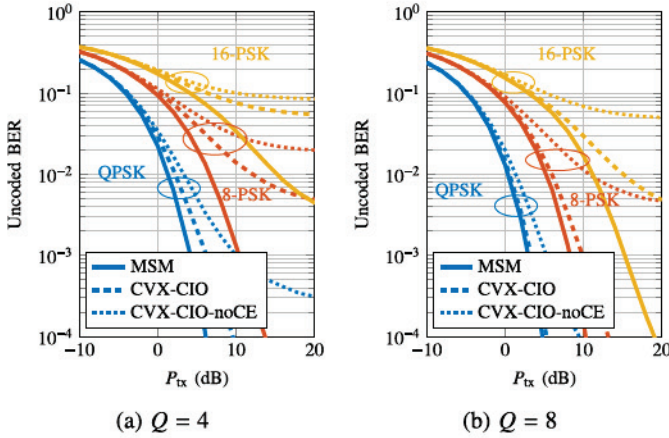 10^0
10^-1
10^-2
10^-3
10^-4
Uncoded BER
16-PSK
QPSK
8-PSK
MSM
CVX-CIO
CVX-CIO-noCE
−10 0 10 20
P_tx (dB)
(a) Q = 4
10^0
10^-1
10^-2
10^-3
10^-4
Uncoded BER
16-PSK
QPSK
8-PSK
MSM
CVX-CIO
CVX-CIO-noCE
−10 0 10 20
P_tx (dB)
(b) Q = 8